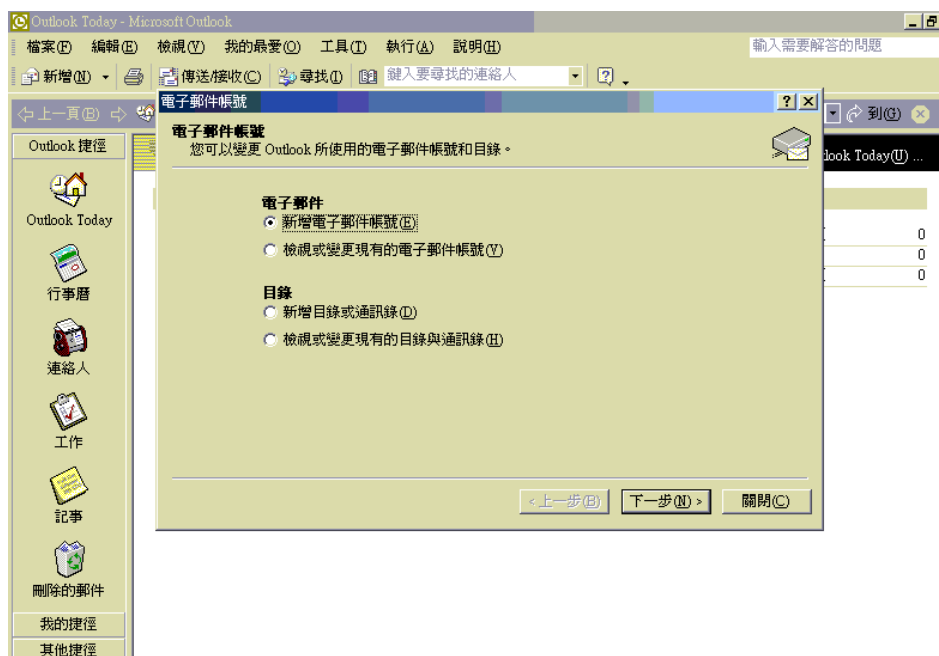 Outlook Today - Microsoft Outlook
檔案(F) 編輯(E) 檢視(V) 我的最愛(O) 工具(T) 執行(A) 說明(H) 輸入需要解答的問題
新增(N) 傳送/接收(C) 尋找(I) 鍵入要尋找的連絡人
上一頁(B) 到(G)
Outlook 捷徑
Outlook Today
行事曆
連絡人
工作
記事
刪除的郵件
我的捷徑
其他捷徑
電子郵件帳號
電子郵件帳號
您可以變更 Outlook 所使用的電子郵件帳號和目錄。
電子郵件
新增電子郵件帳號(E)
檢視或變更現有的電子郵件帳號(Y)
目錄
新增目錄或通訊錄(D)
檢視或變更現有的目錄與通訊錄(H)
<上一步(B) 下一步(N)> 關閉(C)
look Today(U) ...
0
0
0